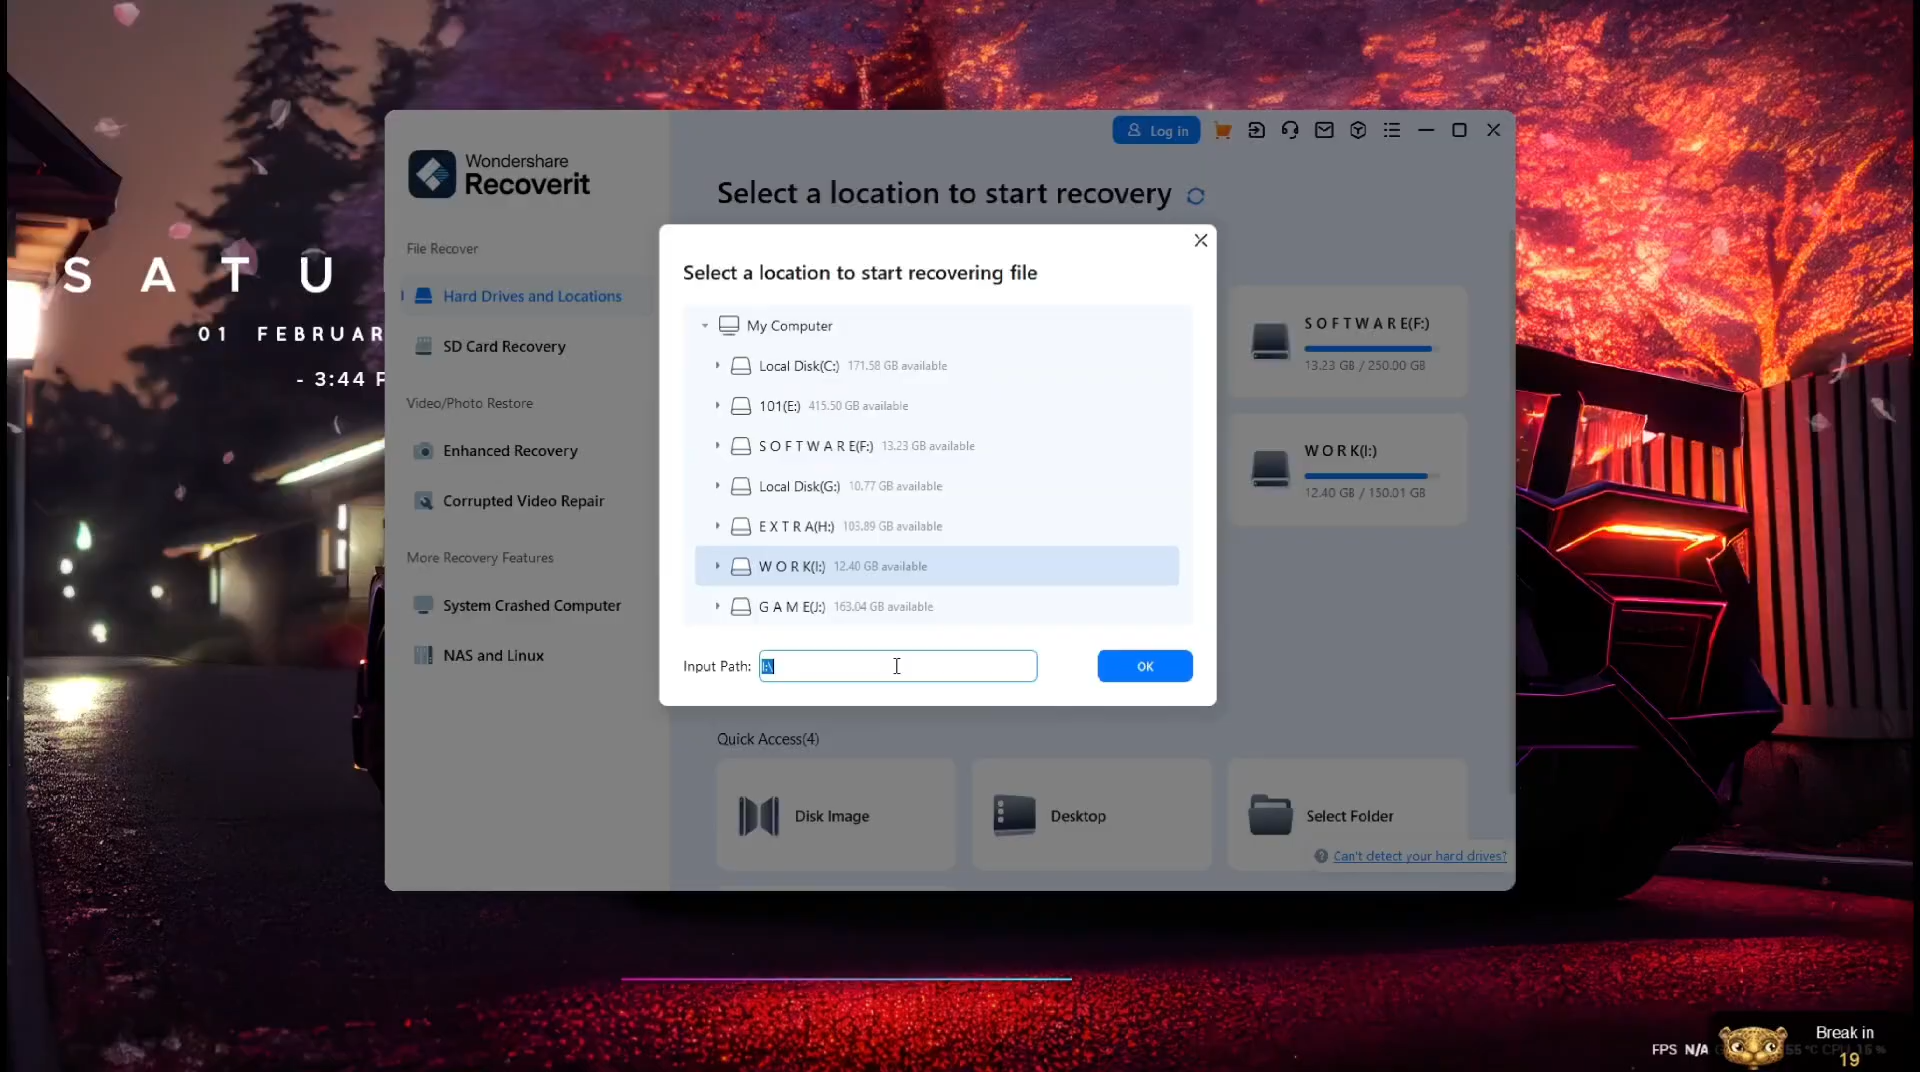 S A T U
01 FEBRUAR
- 3:44 P
Wondershare
Recoverit
File Recover
Hard Drives and Locations
SD Card Recovery
Video/Photo Restore
Enhanced Recovery
Corrupted Video Repair
More Recovery Features
System Crashed Computer
NAS and Linux
Log in
Select a location to start recovery
Select a location to start recovering file
My Computer
Local Disk(C:) 171.58 GB available
101(E:) 415.50 GB available
S O F T W A R E(F:) 13.23 GB available
Local Disk(G:) 10.77 GB available
E X T R A(H:) 103.89 GB available
W O R K(I:) 12.40 GB available
G A M E(J:) 163.04 GB available
Input Path: I:\
OK
S O F T W A R E(F:)
13.23 GB / 250.00 GB
W O R K(I:)
12.40 GB / 150.01 GB
Quick Access(4)
Disk Image
Desktop
Select Folder
Can't detect your hard drives?
Break in
19
FPS N/A